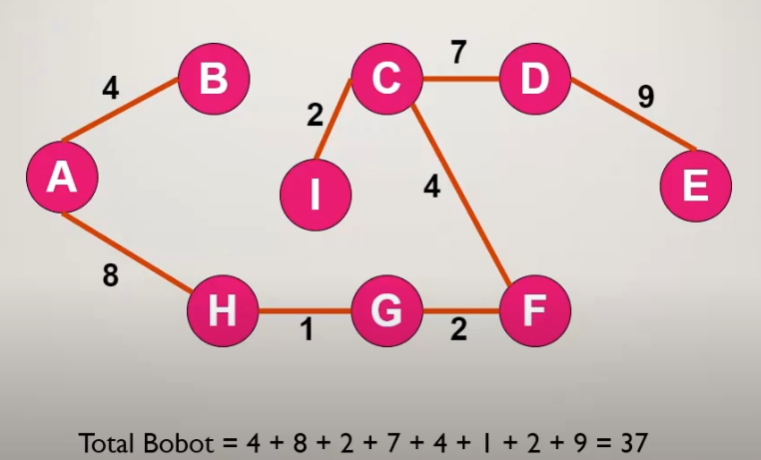 B
C
7
D
4
9
2
A
I
4
E
8
H
1
G
2
F
Total Bobot = 4 + 8 + 2 + 7 + 4 + 1 + 2 + 9 = 37